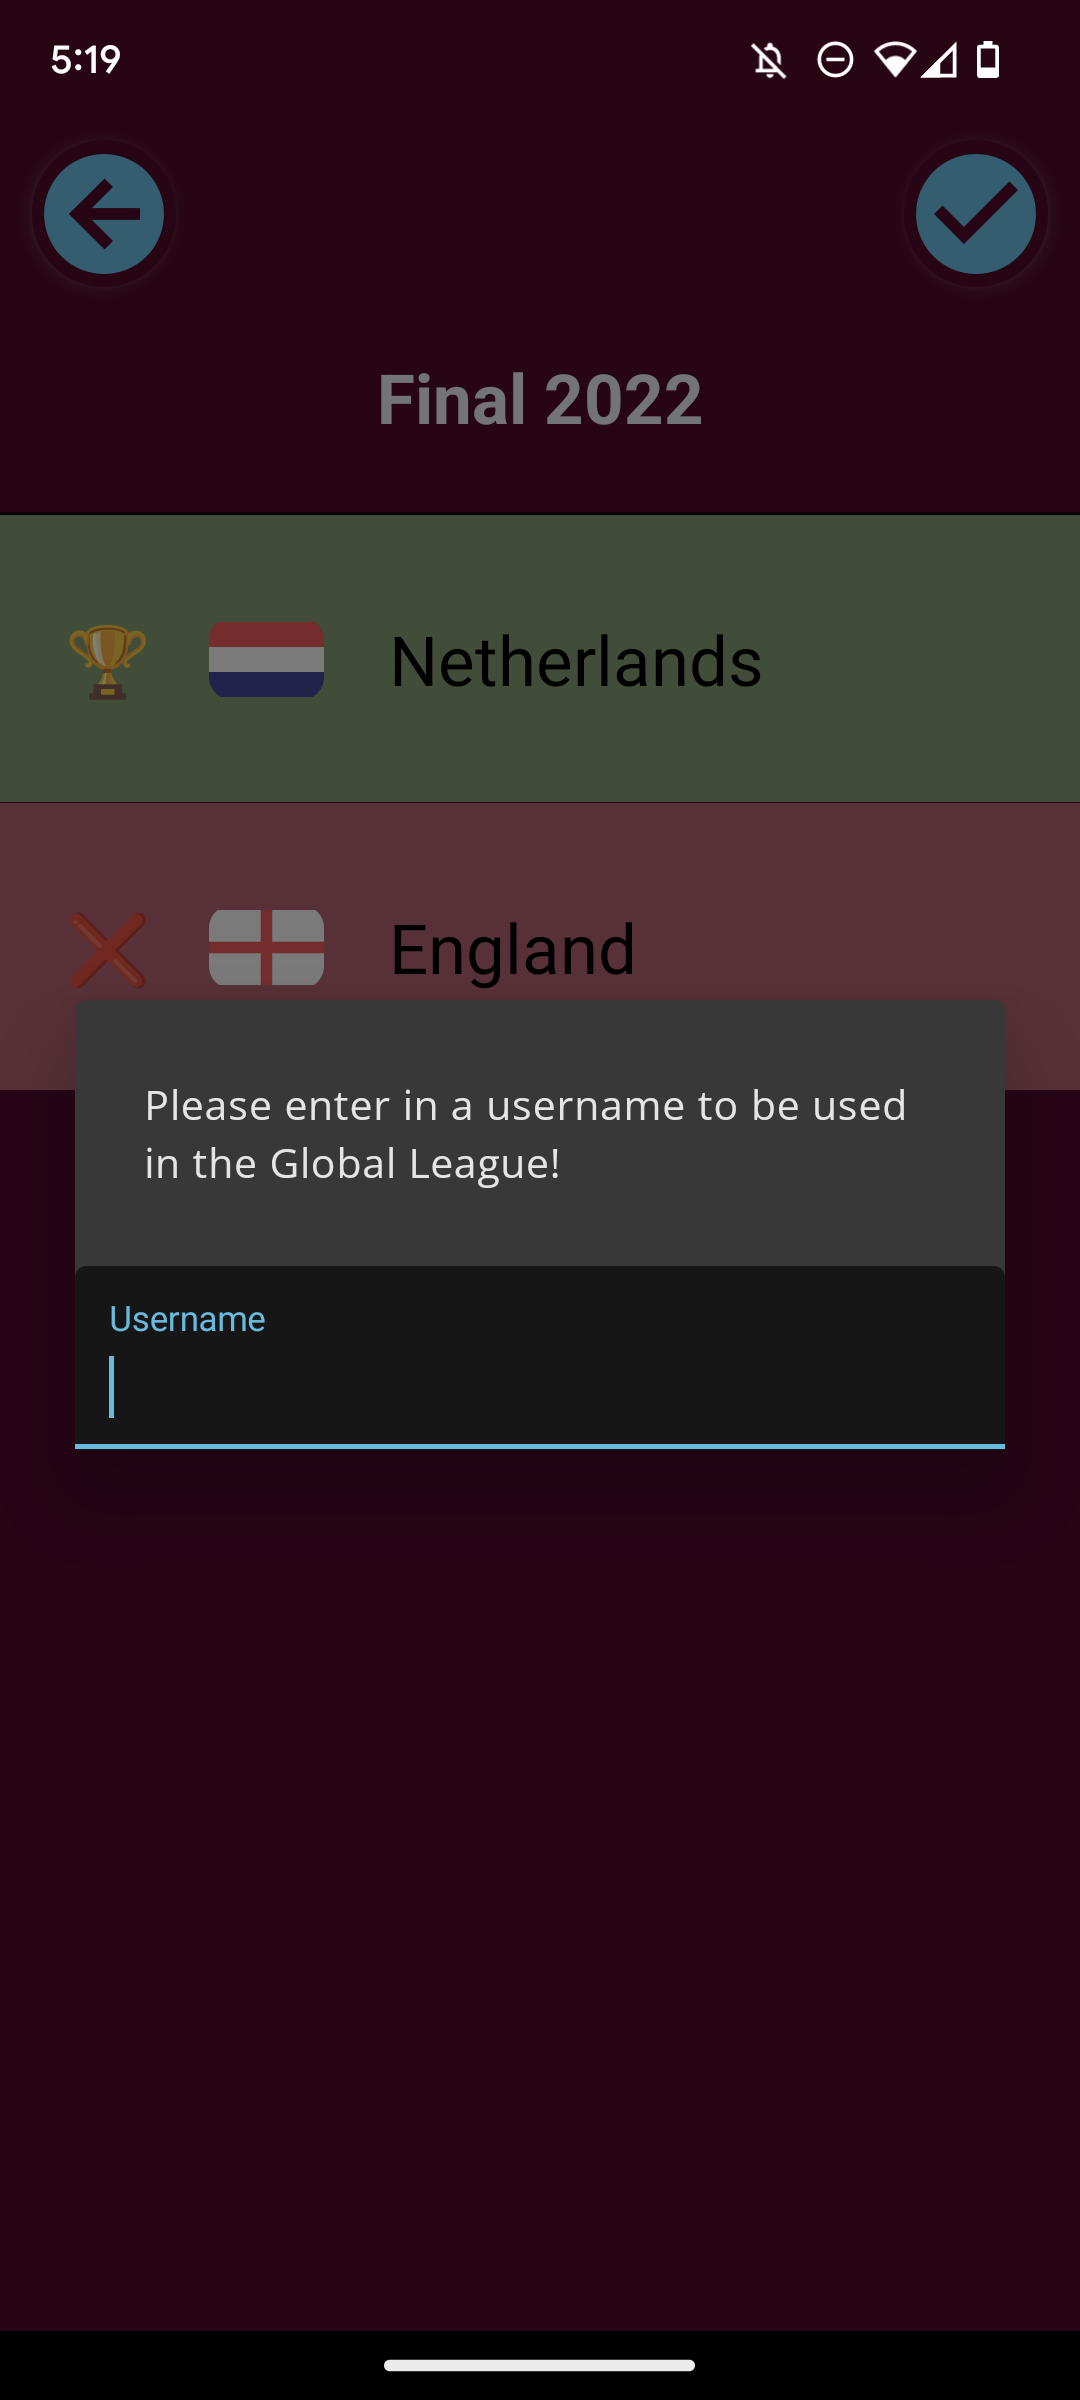 5:19
Final 2022
Netherlands
England
Please enter in a username to be used
in the Global League!
Username